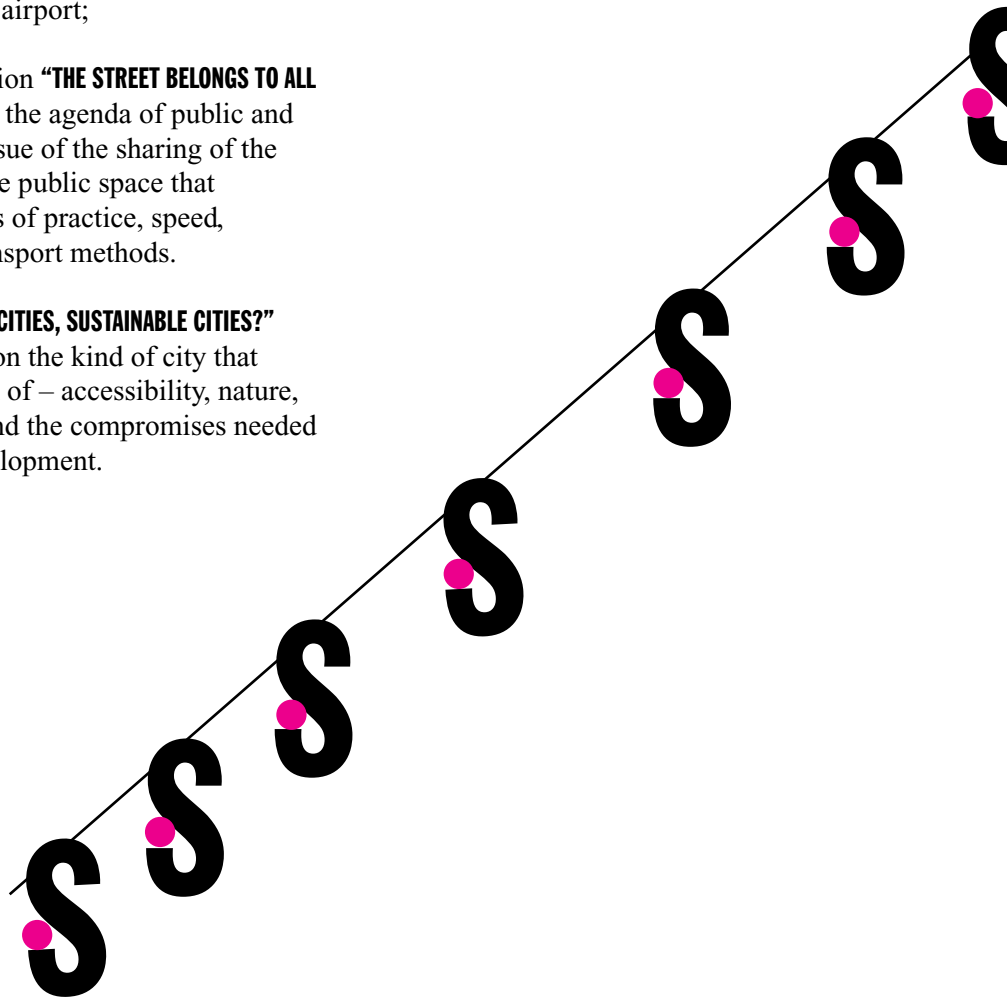 airport;
ion “THE STREET BELONGS TO ALL
the agenda of public and
sue of the sharing of the
e public space that
s of practice, speed,
nsport methods.
CITIES, SUSTAINABLE CITIES?”
on the kind of city that
of – accessibility, nature,
nd the compromises needed
lopment.
S
S
S
S
S
S
S